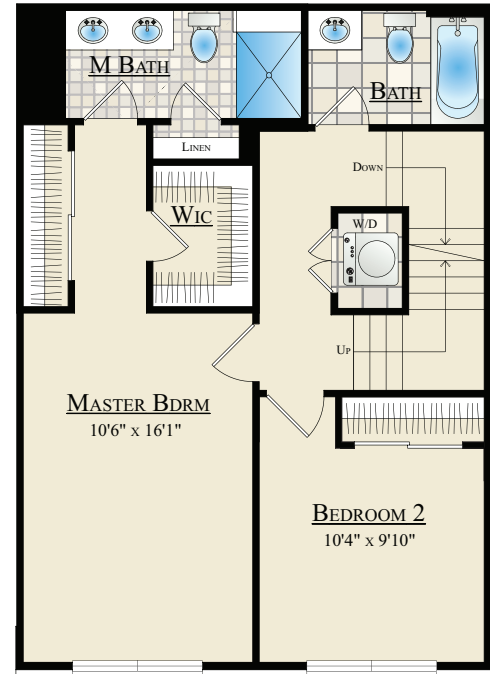 M BATH
BATH
LINEN
DOWN
WIC
W/D
UP
MASTER BDRM
10'6" X 16'1"
BEDROOM 2
10'4" X 9'10"